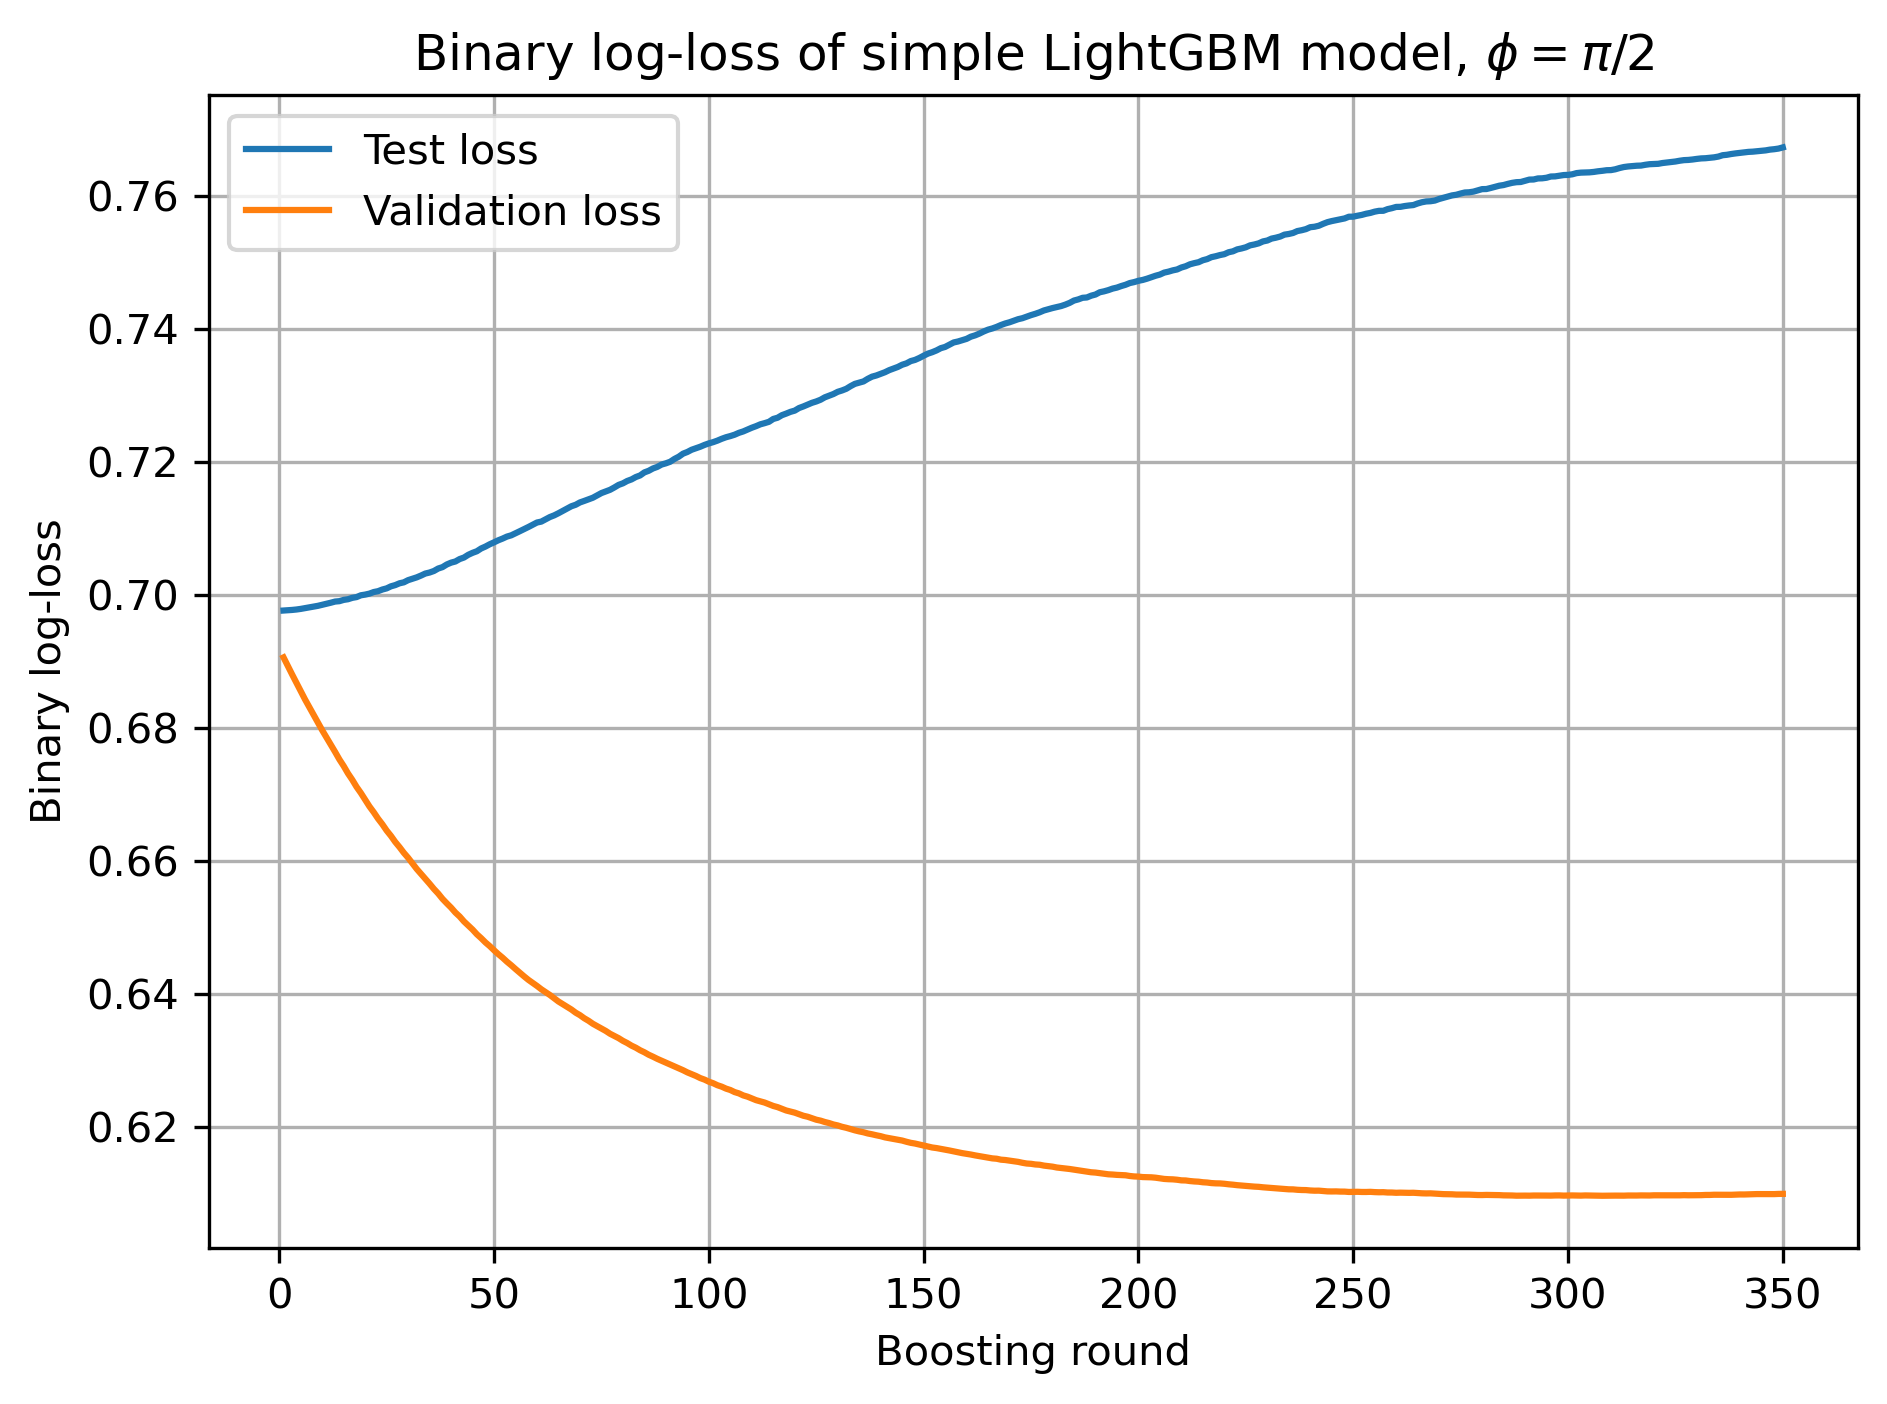 Binary log-loss of simple LightGBM model, ϕ = π/2
Test loss
Validation loss
0.76
0.74
0.72
0.70
0.68
0.66
0.64
0.62
Binary log-loss
0 50 100 150 200 250 300 350
Boosting round